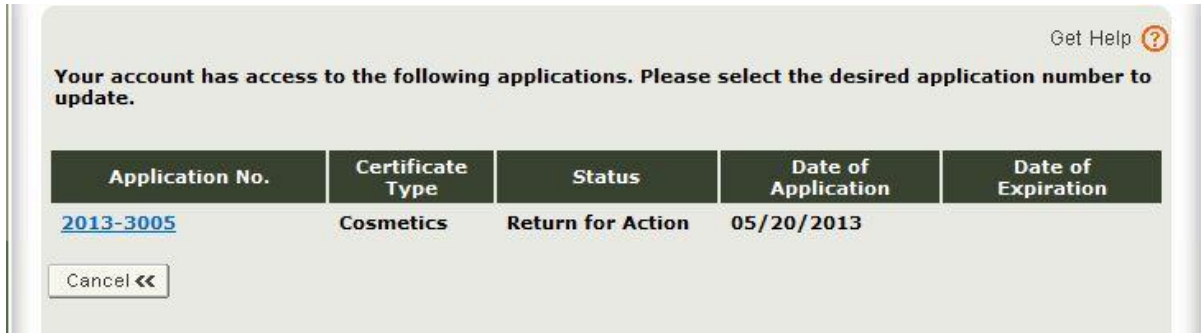 Get Help ?
Your account has access to the following applications. Please select the desired application number to
update.
Application No. Certificate Type Status Date of Application Date of Expiration
2013-3005 Cosmetics Return for Action 05/20/2013
Cancel <<